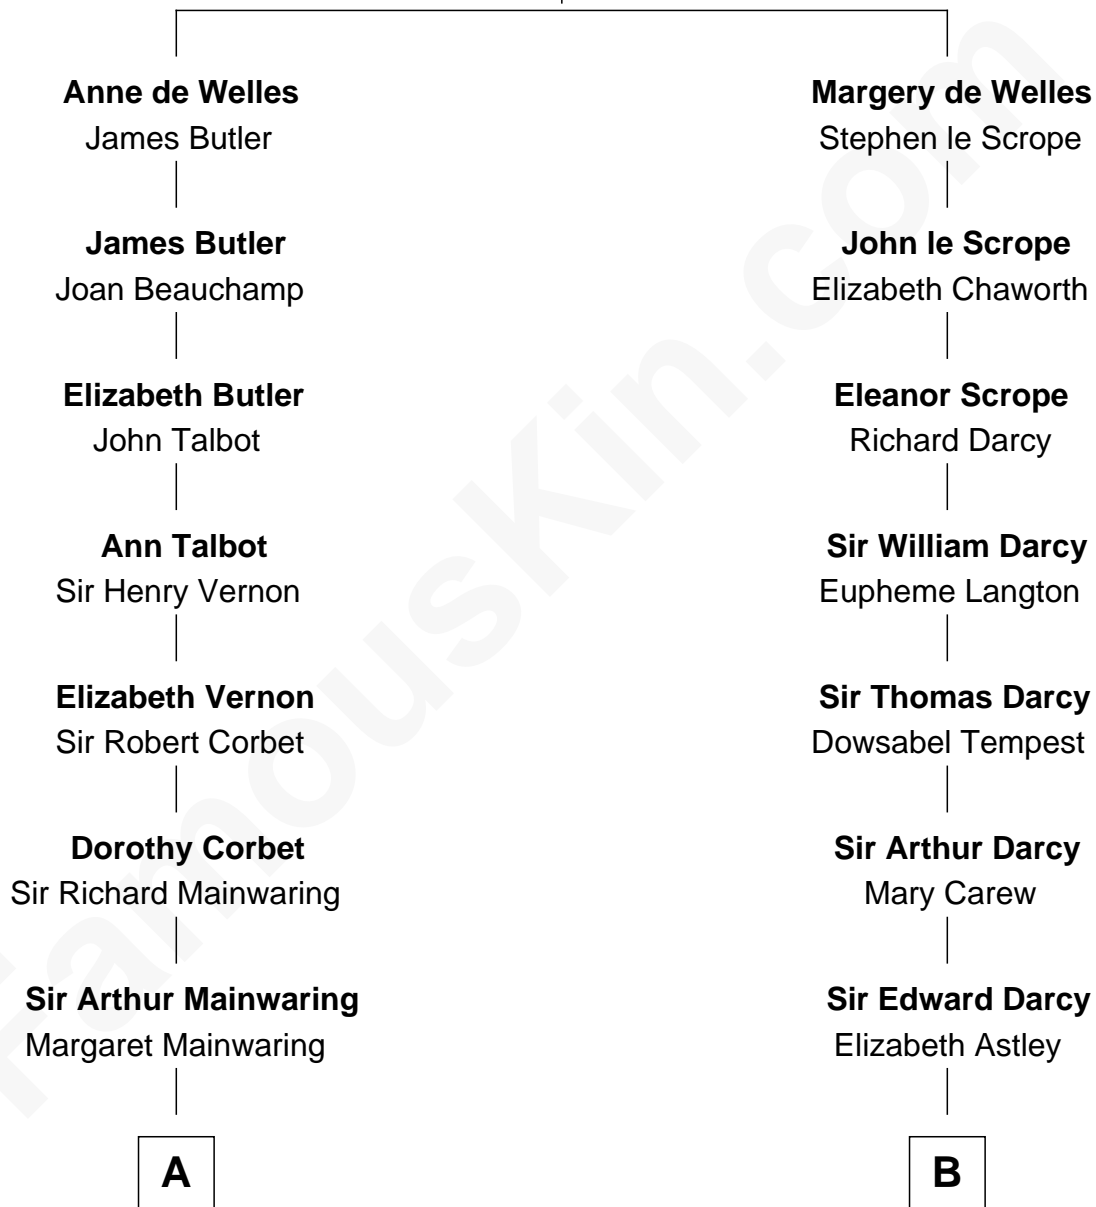 Anne de Welles
James Butler
James Butler
Joan Beauchamp
Elizabeth Butler
John Talbot
Ann Talbot
Sir Henry Vernon
Elizabeth Vernon
Sir Robert Corbet
Dorothy Corbet
Sir Richard Mainwaring
Sir Arthur Mainwaring
Margaret Mainwaring
A
Margery de Welles
Stephen le Scrope
John le Scrope
Elizabeth Chaworth
Eleanor Scrope
Richard Darcy
Sir William Darcy
Eupheme Langton
Sir Thomas Darcy
Dowsabel Tempest
Sir Arthur Darcy
Mary Carew
Sir Edward Darcy
Elizabeth Astley
B
FamousKin.com